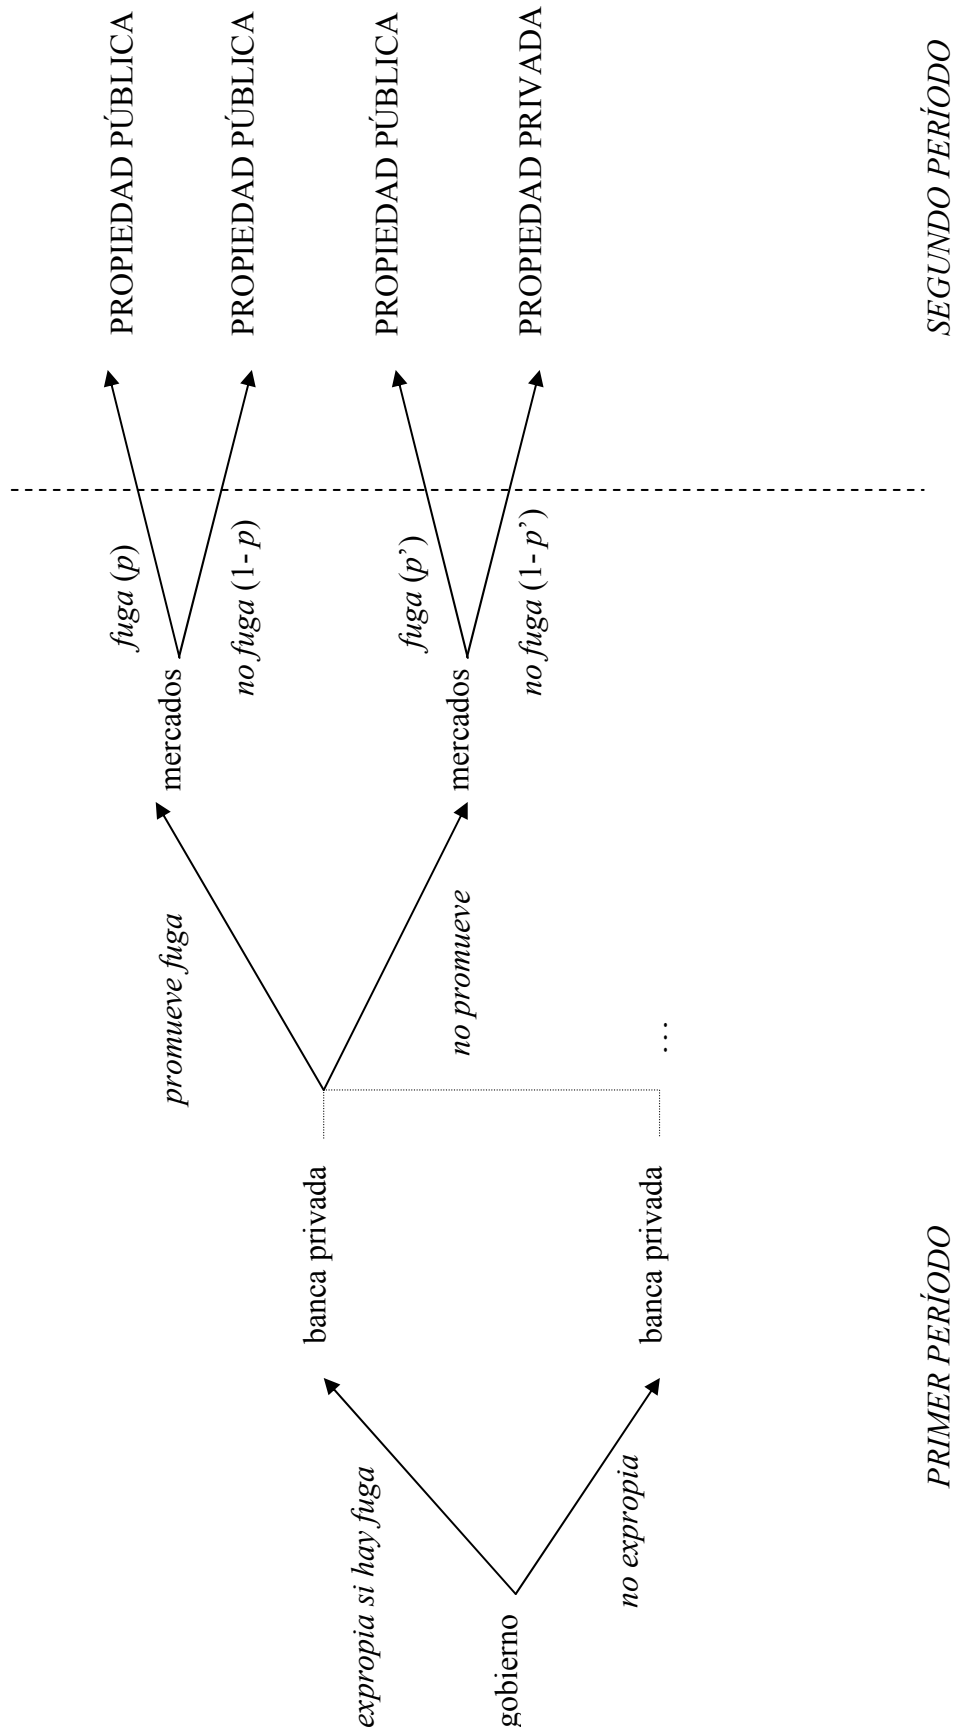 gobierno
expropia si hay fuga
no expropia
banca privada
banca privada
promueve fuga
no promueve
...
mercados
mercados
fuga (p)
no fuga (1- p)
fuga (p’)
no fuga (1- p’)
PROPIEDAD PÚBLICA
PROPIEDAD PÚBLICA
PROPIEDAD PÚBLICA
PROPIEDAD PRIVADA
PRIMER PERÍODO
SEGUNDO PERÍODO